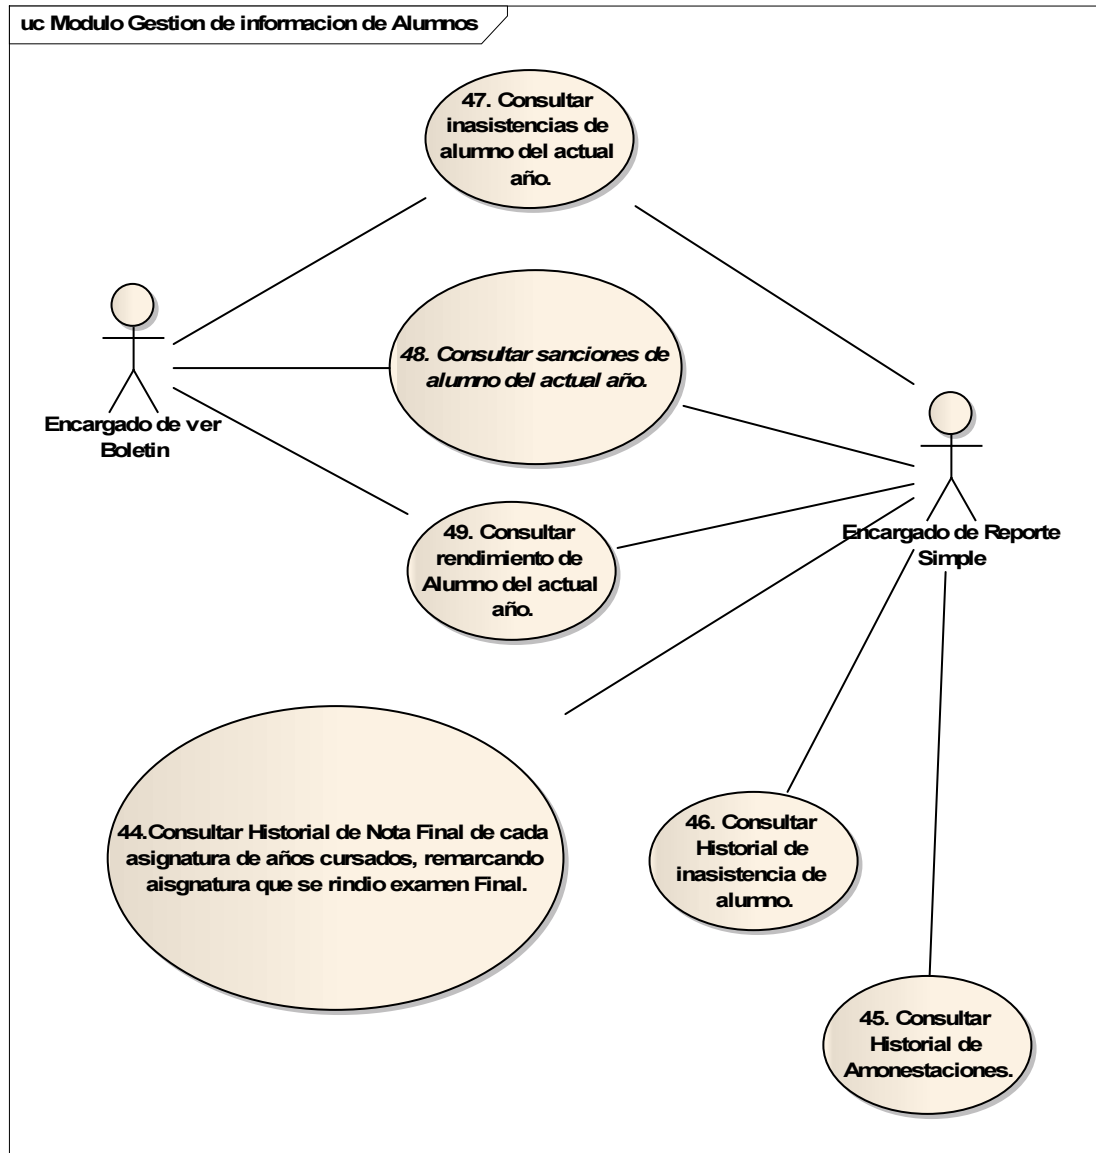 uc Modulo Gestion de informacion de Alumnos
47. Consultar
inasistencias de
alumno del actual
año.
48. Consultar sanciones de
alumno del actual año.
Encargado de ver
Boletin
49. Consultar
rendimiento de
Alumno del actual
año.
Encargado de Reporte
Simple
44.Consultar Historial de Nota Final de cada
asignatura de años cursados, remarcando
aisgnatura que se rindio examen Final.
46. Consultar
Historial de
inasistencia de
alumno.
45. Consultar
Historial de
Amonestaciones.